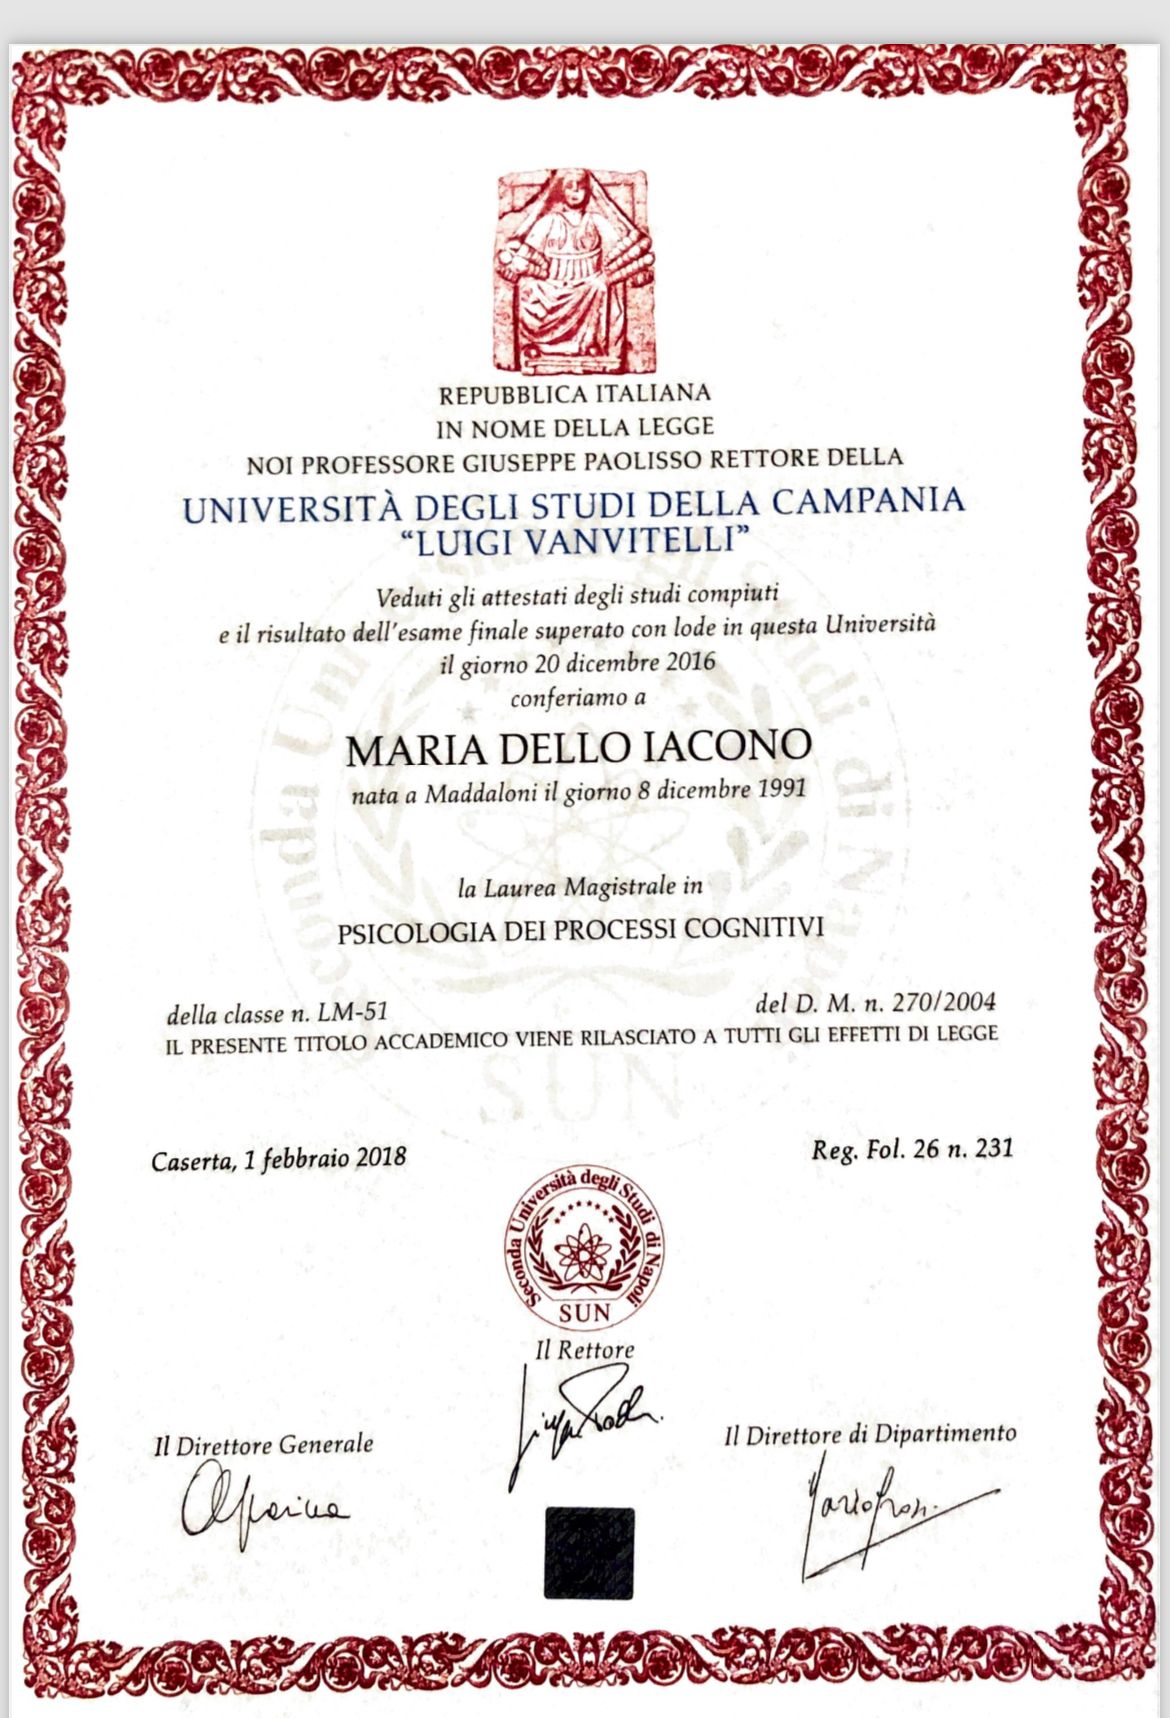 REPUBBLICA ITALIANA
IN NOME DELLA LEGGE
NOI PROFESSORE GIUSEPPE PAOLISSO RETTORE DELLA
UNIVERSITÀ DEGLI STUDI DELLA CAMPANIA
“LUIGI VANVITELLI”
Veduti gli attestati degli studi compiuti
e il risultato dell'esame finale superato con lode in questa Università
il giorno 20 dicembre 2016
conferiamo a
MARIA DELLO IACONO
nata a Maddaloni il giorno 8 dicembre 1991
la Laurea Magistrale in
PSICOLOGIA DEI PROCESSI COGNITIVI
della classe n. LM-51 del D. M. n. 270/2004
IL PRESENTE TITOLO ACCADEMICO VIENE RILASCIATO A TUTTI GLI EFFETTI DI LEGGE
Caserta, 1 febbraio 2018 Reg. Fol. 26 n. 231
Seconda Università degli Studi di Napoli
SUN
Il Rettore
Il Direttore Generale Il Direttore di Dipartimento